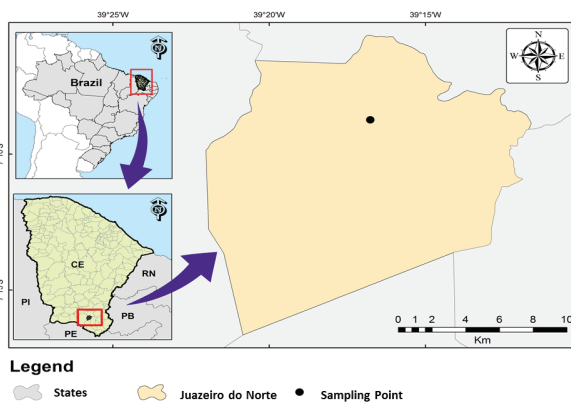 39°25'W 39°20'W 39°15'W
N
W E
S
N
Brazil
N
CE
RN
PI
PB
PE
0 1 2 4 6 8 10
Km
Legend
States Juazeiro do Norte Sampling Point